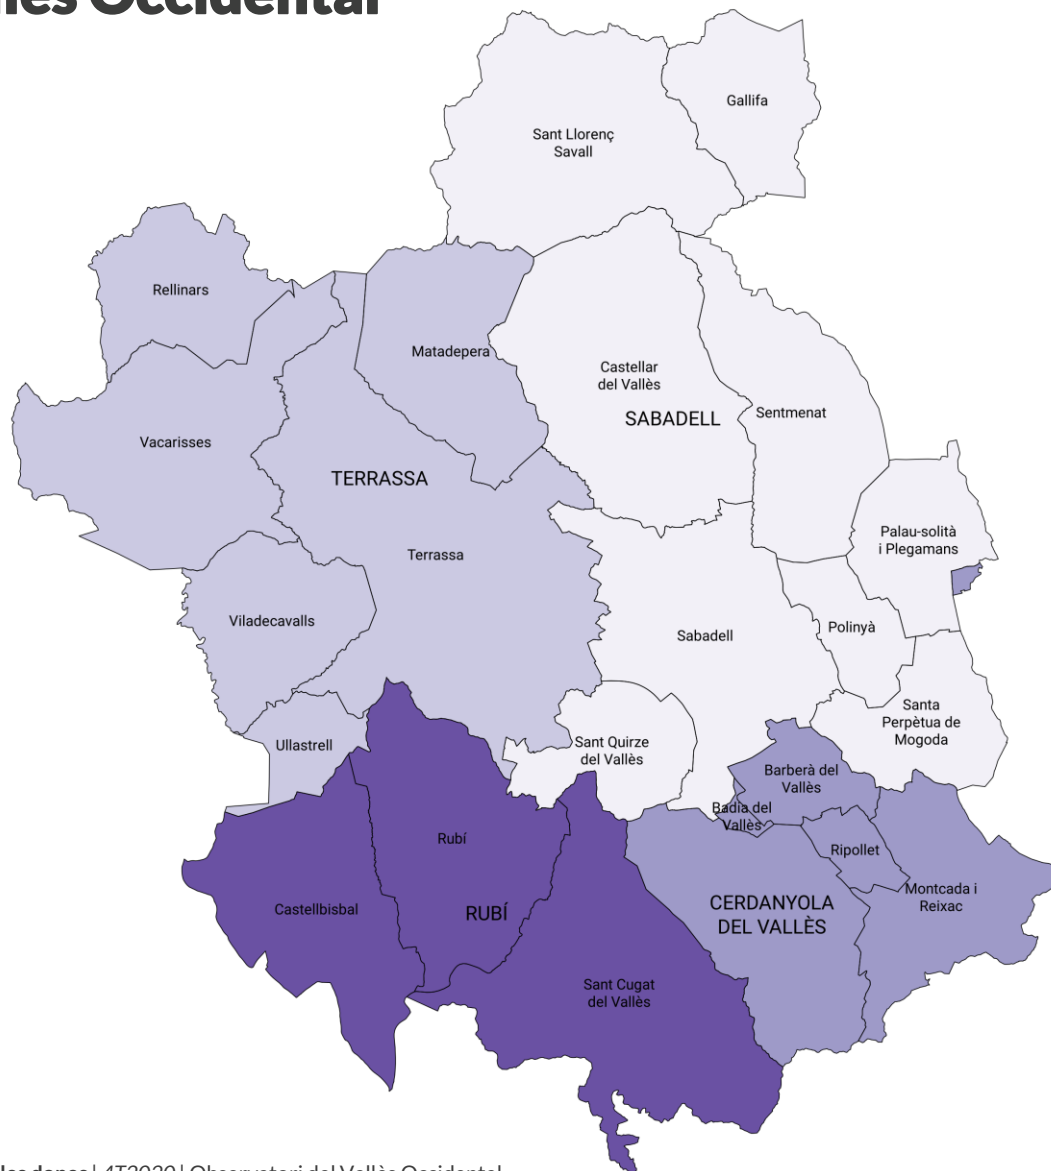 Occidental
Gallifa
Sant Llorenç
Savall
Rellinars
Matadepera
Castellar
del Vallès
SABADELL
Sentmenat
Vacarisses
TERRASSA
Palau-solità
i Plegamans
Terrassa
Viladecavalls
Polinyà
Sabadell
Santa
Perpètua de
Mogoda
Ullastrell
Sant Quirze
del Vallès
Barberà del
Vallès
Badia del
Vallès
Rubí
Ripollet
Montcada i
Reixac
Castellbisbal
RUBÍ
CERDANYOLA
DEL VALLÈS
Sant Cugat
del Vallès